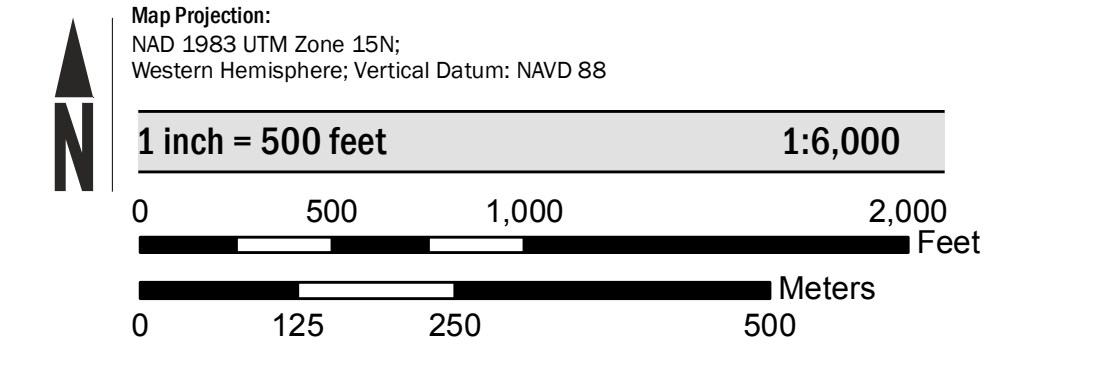 Map Projection:
NAD 1983 UTM Zone 15N;
Western Hemisphere; Vertical Datum: NAVD 88
N
1 inch = 500 feet 1:6,000
0 500 1,000 2,000
Feet
Meters
0 125 250 500